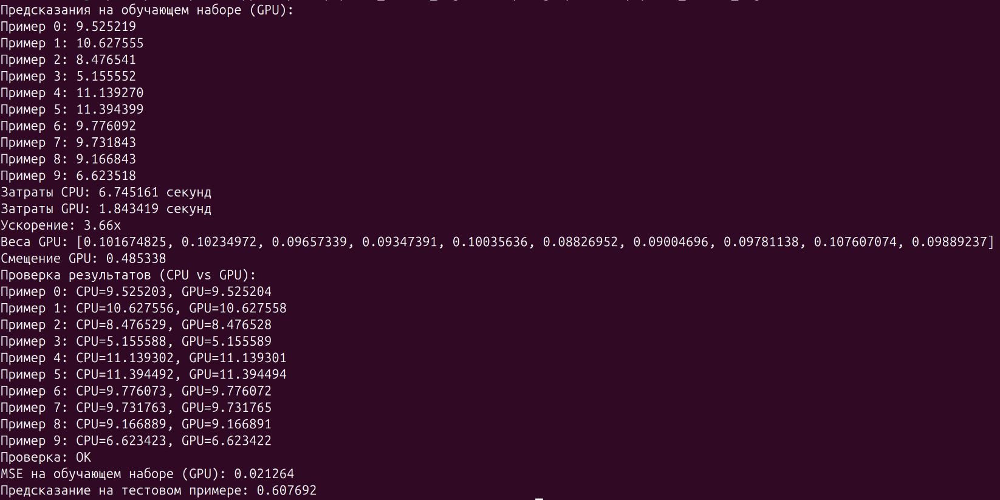 Предсказания на обучающем наборе (GPU):
Пример 0: 9.525219
Пример 1: 10.627555
Пример 2: 8.476541
Пример 3: 5.155552
Пример 4: 11.139270
Пример 5: 11.394399
Пример 6: 9.776092
Пример 7: 9.731843
Пример 8: 9.166843
Пример 9: 6.623518
Затраты CPU: 6.745161 секунд
Затраты GPU: 1.843419 секунд
Ускорение: 3.66x
Веса GPU: [0.101674825, 0.10234972, 0.09657339, 0.09347391, 0.10035636, 0.08826952, 0.09004696, 0.09781138, 0.107607074, 0.09889237]
Смещение GPU: 0.485338
Проверка результатов (CPU vs GPU):
Пример 0: CPU=9.525203, GPU=9.525204
Пример 1: CPU=10.627556, GPU=10.627558
Пример 2: CPU=8.476529, GPU=8.476528
Пример 3: CPU=5.155588, GPU=5.155589
Пример 4: CPU=11.139302, GPU=11.139301
Пример 5: CPU=11.394492, GPU=11.394494
Пример 6: CPU=9.776073, GPU=9.776072
Пример 7: CPU=9.731763, GPU=9.731765
Пример 8: CPU=9.166889, GPU=9.166891
Пример 9: CPU=6.623423, GPU=6.623422
Проверка: OK
MSE на обучающем наборе (GPU): 0.021264
Предсказание на тестовом примере: 0.607692